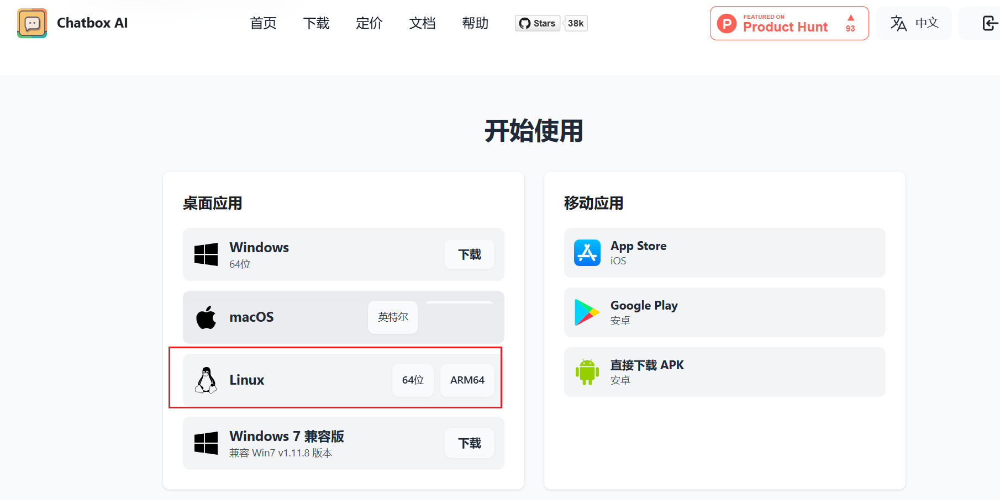 Chatbox AI
首页 下载 定价 文档 帮助 Stars 38k
FEATURED ON
Product Hunt
93
中文
开始使用
桌面应用
Windows
64位
下载
macOS
英特尔
Linux
64位
ARM64
Windows 7 兼容版
兼容 Win7 v1.11.8 版本
下载
移动应用
App Store
iOS
Google Play
安卓
直接下载 APK
安卓